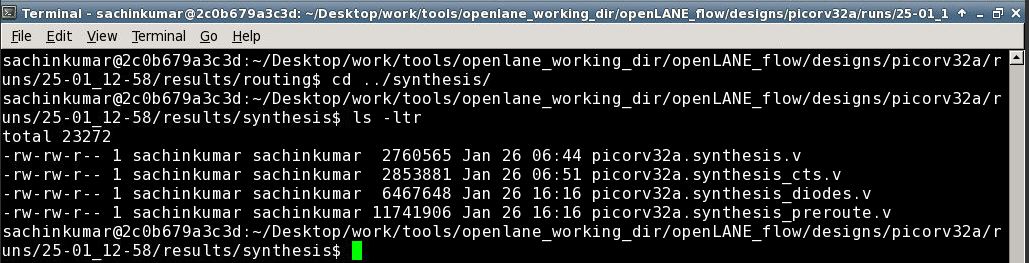 Terminal - sachinkumar@2c0b679a3c3d: ~/Desktop/work/tools/openlane_working_dir/openLANE_flow/designs/picorv32a/runs/25-01_1
File Edit View Terminal Go Help
sachinkumar@2c0b679a3c3d:~/Desktop/work/tools/openlane_working_dir/openLANE_flow/designs/picorv32a/r
uns/25-01_12-58/results/routing$ cd ../synthesis/
sachinkumar@2c0b679a3c3d:~/Desktop/work/tools/openlane_working_dir/openLANE_flow/designs/picorv32a/r
uns/25-01_12-58/results/synthesis$ ls -ltr
total 23272
-rw-rw-r-- 1 sachinkumar sachinkumar  2760565 Jan 26 06:44 picorv32a.synthesis.v
-rw-rw-r-- 1 sachinkumar sachinkumar  2853881 Jan 26 06:51 picorv32a.synthesis_cts.v
-rw-rw-r-- 1 sachinkumar sachinkumar  6467648 Jan 26 16:16 picorv32a.synthesis_diodes.v
-rw-rw-r-- 1 sachinkumar sachinkumar 11741906 Jan 26 16:16 picorv32a.synthesis_preroute.v
sachinkumar@2c0b679a3c3d:~/Desktop/work/tools/openlane_working_dir/openLANE_flow/designs/picorv32a/r
uns/25-01_12-58/results/synthesis$